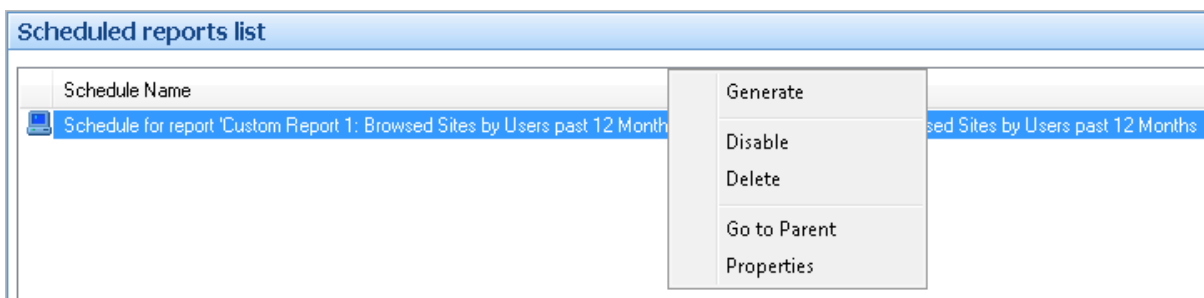 Scheduled reports list
Schedule Name
Schedule for report 'Custom Report 1: Browsed Sites by Users past 12 Month
sed Sites by Users past 12 Months
Generate
Disable
Delete
Go to Parent
Properties